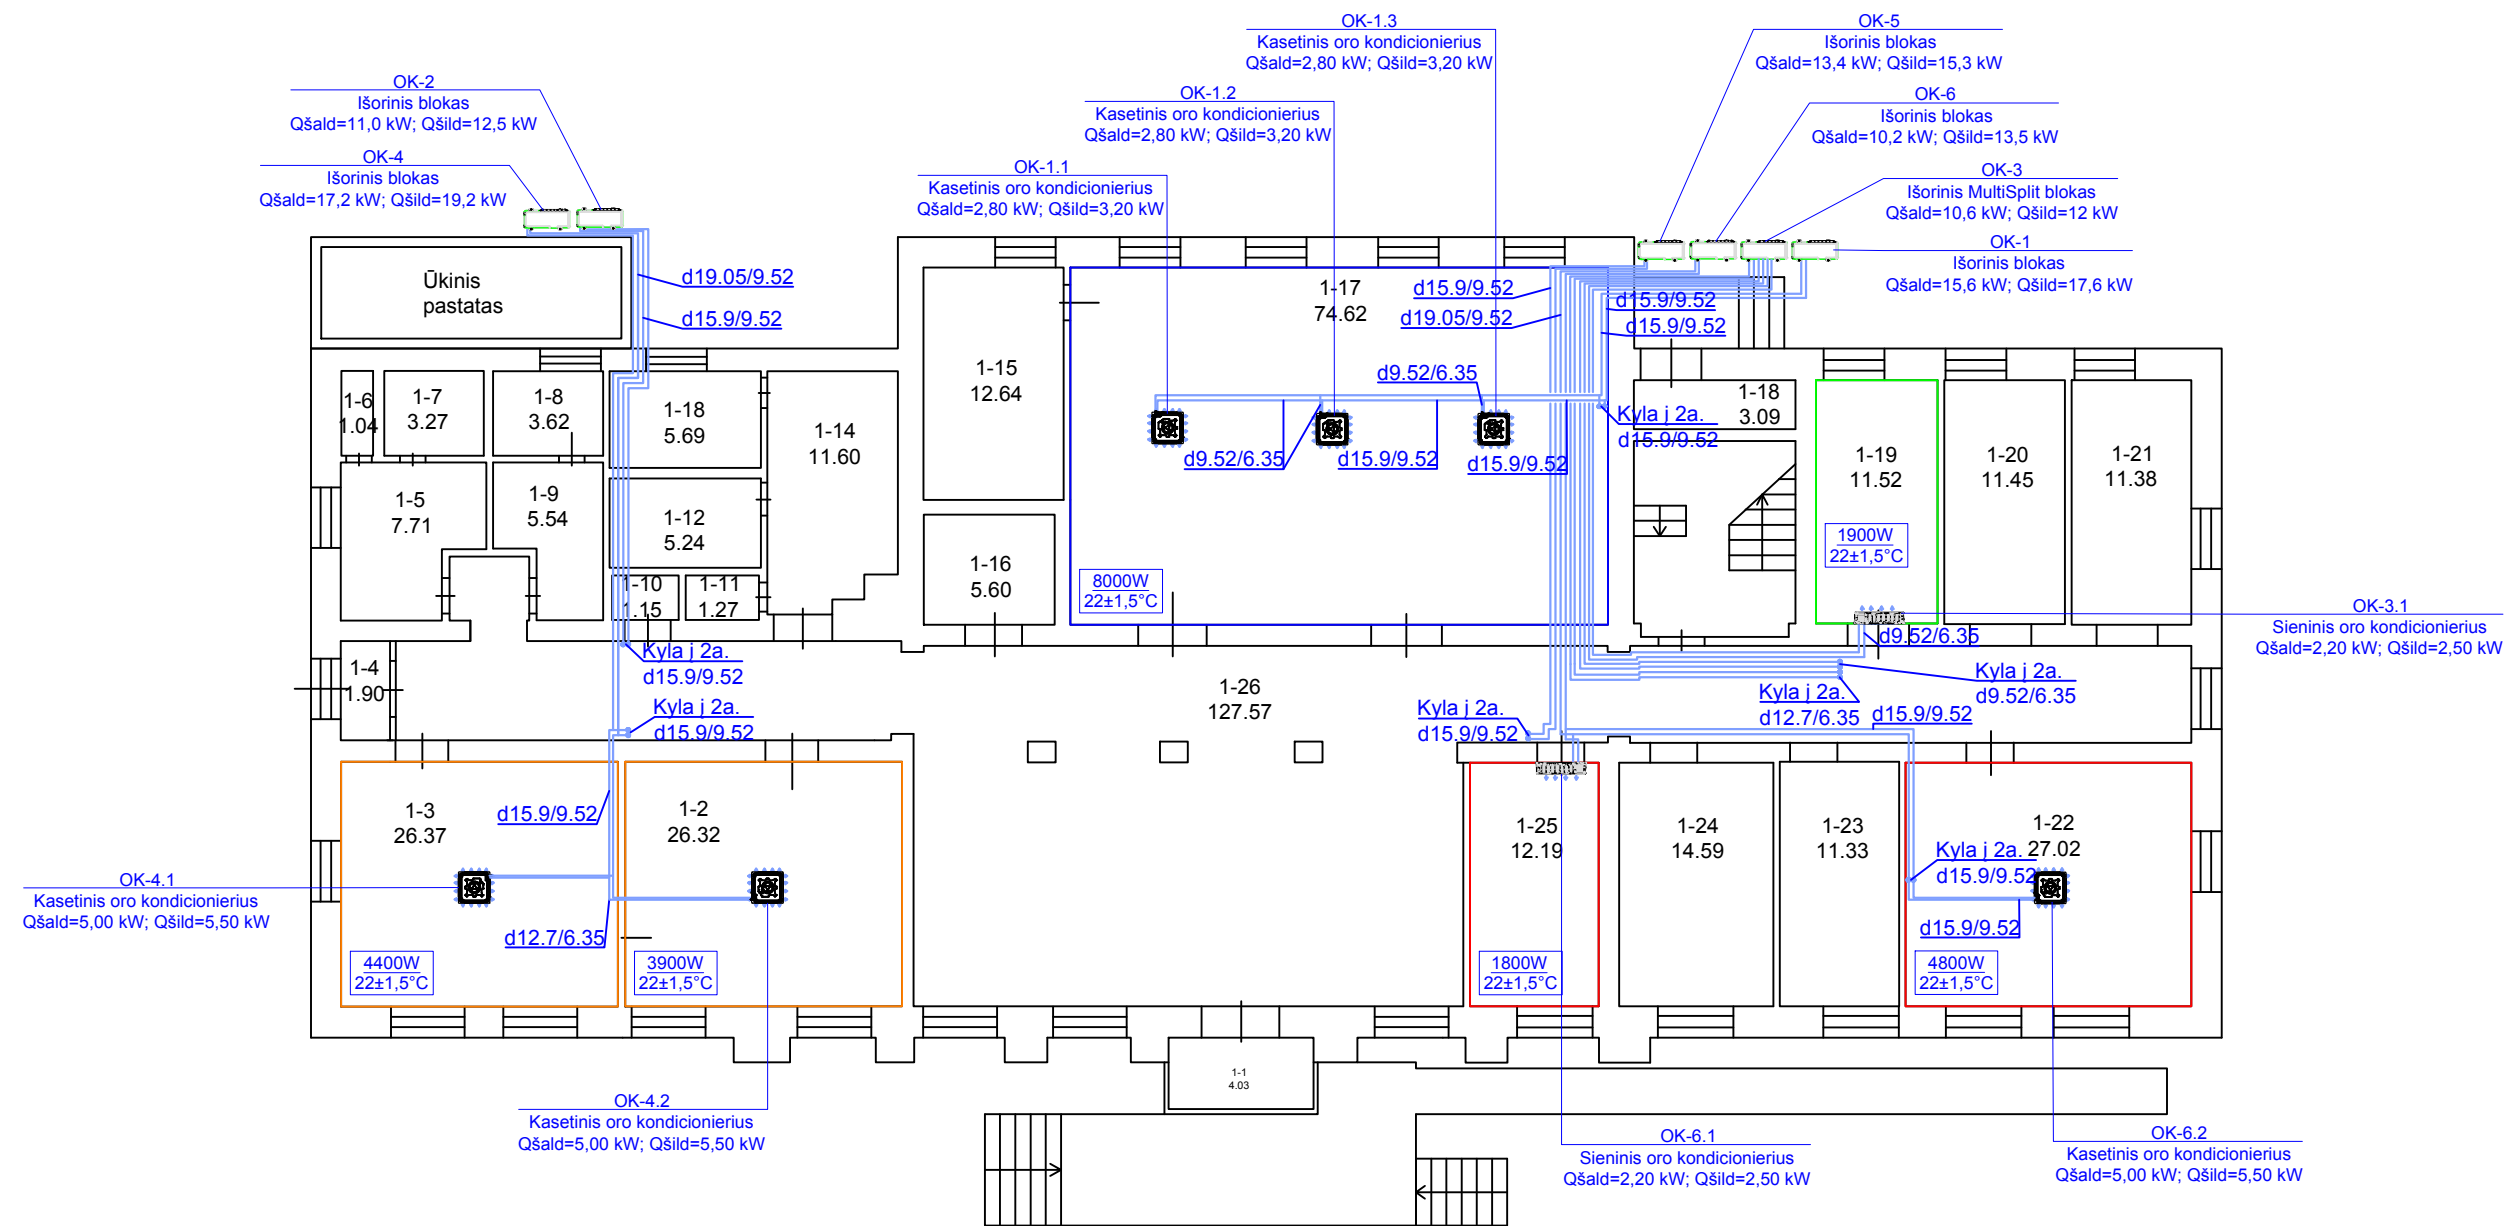 OK-1.3
Kasetinis oro kondicionierius
Qšald=2,80 kW; Qšild=3,20 kW
OK-5
Išorinis blokas
Qšald=13,4 kW; Qšild=15,3 kW
OK-2
Išorinis blokas
Qšald=11,0 kW; Qšild=12,5 kW
OK-1.2
Kasetinis oro kondicionierius
Qšald=2,80 kW; Qšild=3,20 kW
OK-6
Išorinis blokas
Qšald=10,2 kW; Qšild=13,5 kW
OK-4
Išorinis blokas
Qšald=17,2 kW; Qšild=19,2 kW
OK-1.1
Kasetinis oro kondicionierius
Qšald=2,80 kW; Qšild=3,20 kW
OK-3
Išorinis MultiSplit blokas
Qšald=10,6 kW; Qšild=12 kW
OK-1
Išorinis blokas
Qšald=15,6 kW; Qšild=17,6 kW
Ūkinis
pastatas
d19.05/9.52
d15.9/9.52
1-17
74.62
d15.9/9.52
d19.05/9.52
d15.9/9.52
d15.9/9.52
1-15
12.64
d9.52/6.35
1-6
1.04
1-7
3.27
1-8
3.62
1-18
5.69
1-14
11.60
Kyla į 2a.
d15.9/9.52
1-18
3.09
d9.52/6.35
d15.9/9.52
d15.9/9.52
1-19
11.52
1-20
11.45
1-21
11.38
1-5
7.71
1-9
5.54
1-12
5.24
1-10
1.15
1-11
1.27
1-16
5.60
8000W
22±1,5°C
1900W
22±1,5°C
OK-3.1
Sieninis oro kondicionierius
Qšald=2,20 kW; Qšild=2,50 kW
d9.52/6.35
1-4
1.90
Kyla į 2a.
d15.9/9.52
Kyla į 2a.
d15.9/9.52
1-26
127.57
Kyla į 2a.
d15.9/9.52
Kyla į 2a.
d12.7/6.35
Kyla į 2a.
d9.52/6.35
d15.9/9.52
1-3
26.37
d15.9/9.52
1-2
26.32
1-25
12.19
1-24
14.59
1-23
11.33
1-22
27.02
Kyla į 2a.
d15.9/9.52
d15.9/9.52
OK-4.1
Kasetinis oro kondicionierius
Qšald=5,00 kW; Qšild=5,50 kW
d12.7/6.35
4400W
22±1,5°C
3900W
22±1,5°C
1800W
22±1,5°C
4800W
22±1,5°C
1-1
4.03
OK-4.2
Kasetinis oro kondicionierius
Qšald=5,00 kW; Qšild=5,50 kW
OK-6.1
Sieninis oro kondicionierius
Qšald=2,20 kW; Qšild=2,50 kW
OK-6.2
Kasetinis oro kondicionierius
Qšald=5,00 kW; Qšild=5,50 kW